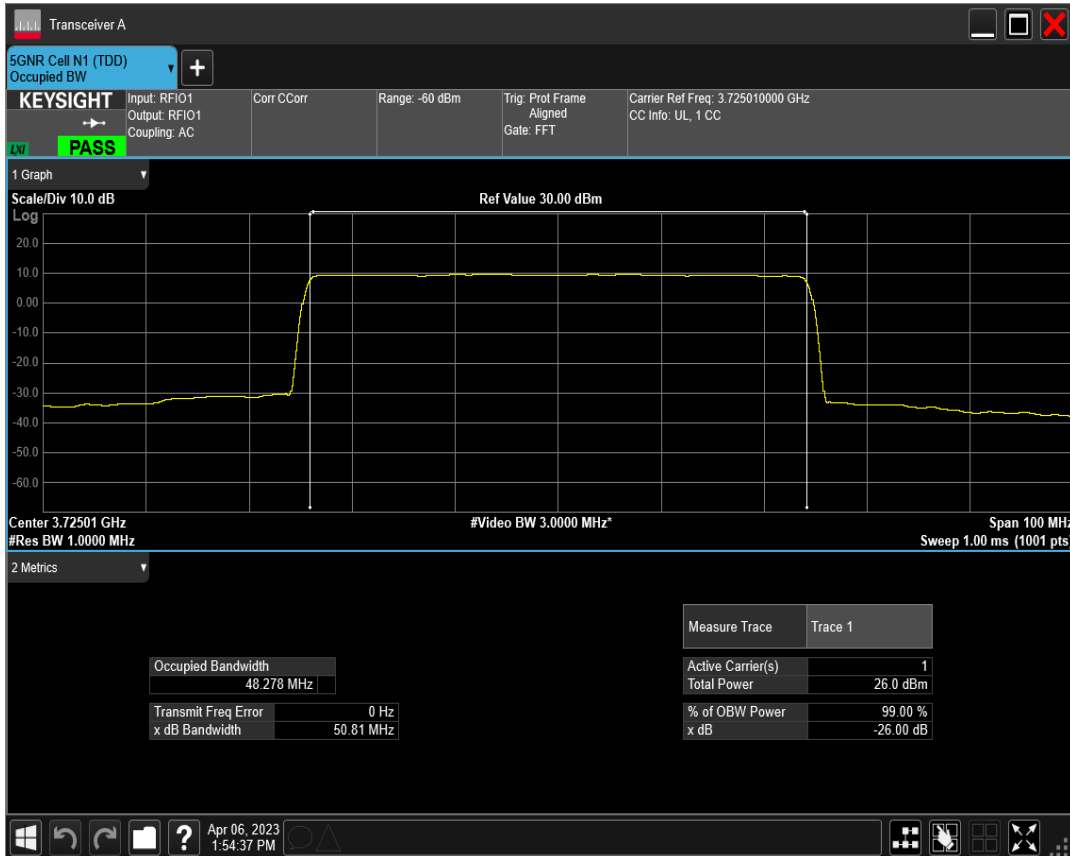 Transceiver A
5GNR Cell N1 (TDD)
Occupied BW
+
KEYSIGHT
LXI
PASS
Input: RFIO1
Output: RFIO1
Coupling: AC
Corr CCorr
Range: -60 dBm
Trig: Prot Frame
Aligned
Gate: FFT
Carrier Ref Freq: 3.725010000 GHz
CC Info: UL, 1 CC
1 Graph
Scale/Div 10.0 dB
Ref Value 30.00 dBm
Log
20.0
10.0
0.00
-10.0
-20.0
-30.0
-40.0
-50.0
-60.0
Center 3.72501 GHz
#Video BW 3.0000 MHz*
Span 100 MHz
#Res BW 1.0000 MHz
Sweep 1.00 ms (1001 pts)
2 Metrics
Measure Trace Trace 1
Occupied Bandwidth
48.278 MHz
Active Carrier(s) 1
Total Power 26.0 dBm
Transmit Freq Error 0 Hz
x dB Bandwidth 50.81 MHz
% of OBW Power 99.00 %
x dB -26.00 dB
?
Apr 06, 2023
1:54:37 PM